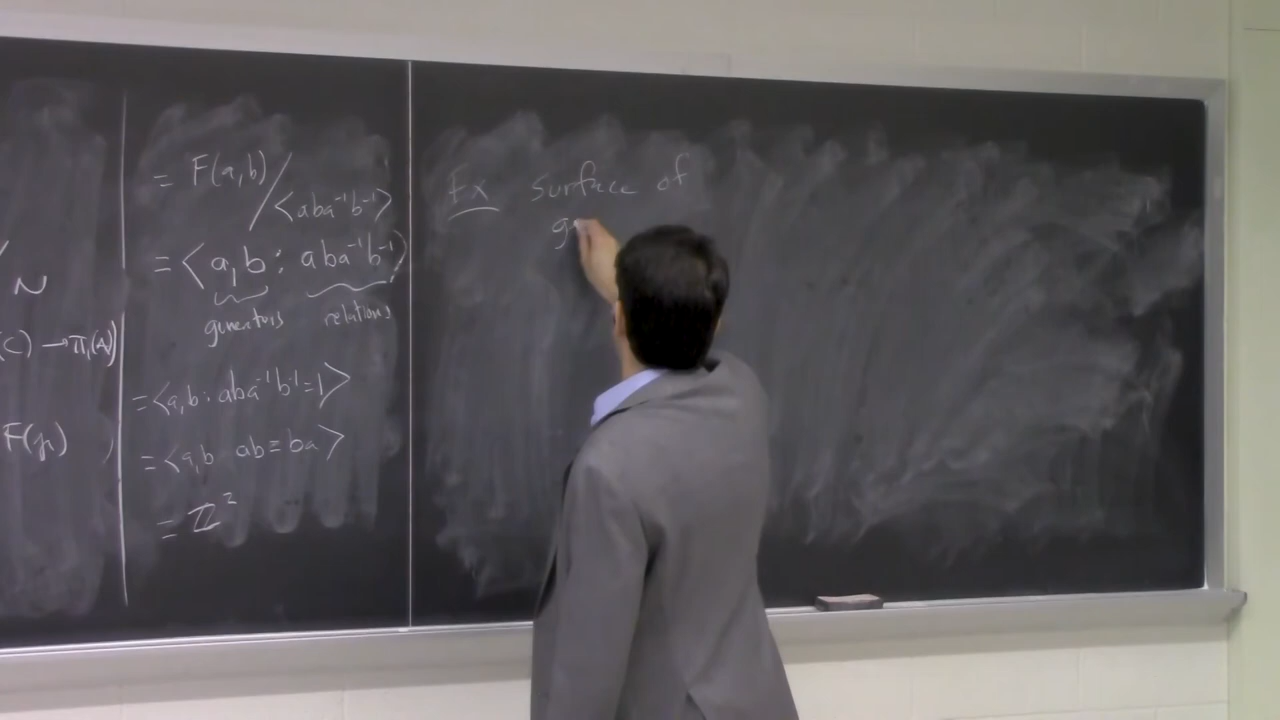 N
(C) → π₁(A)
F(γ)
= F(a,b) / <aba⁻¹b⁻¹>
= <a,b : aba⁻¹b⁻¹>
generators relations
= <a,b : aba⁻¹b⁻¹=1>
= <a,b ab=ba>
= ℤ²
Ex Surface of
ge